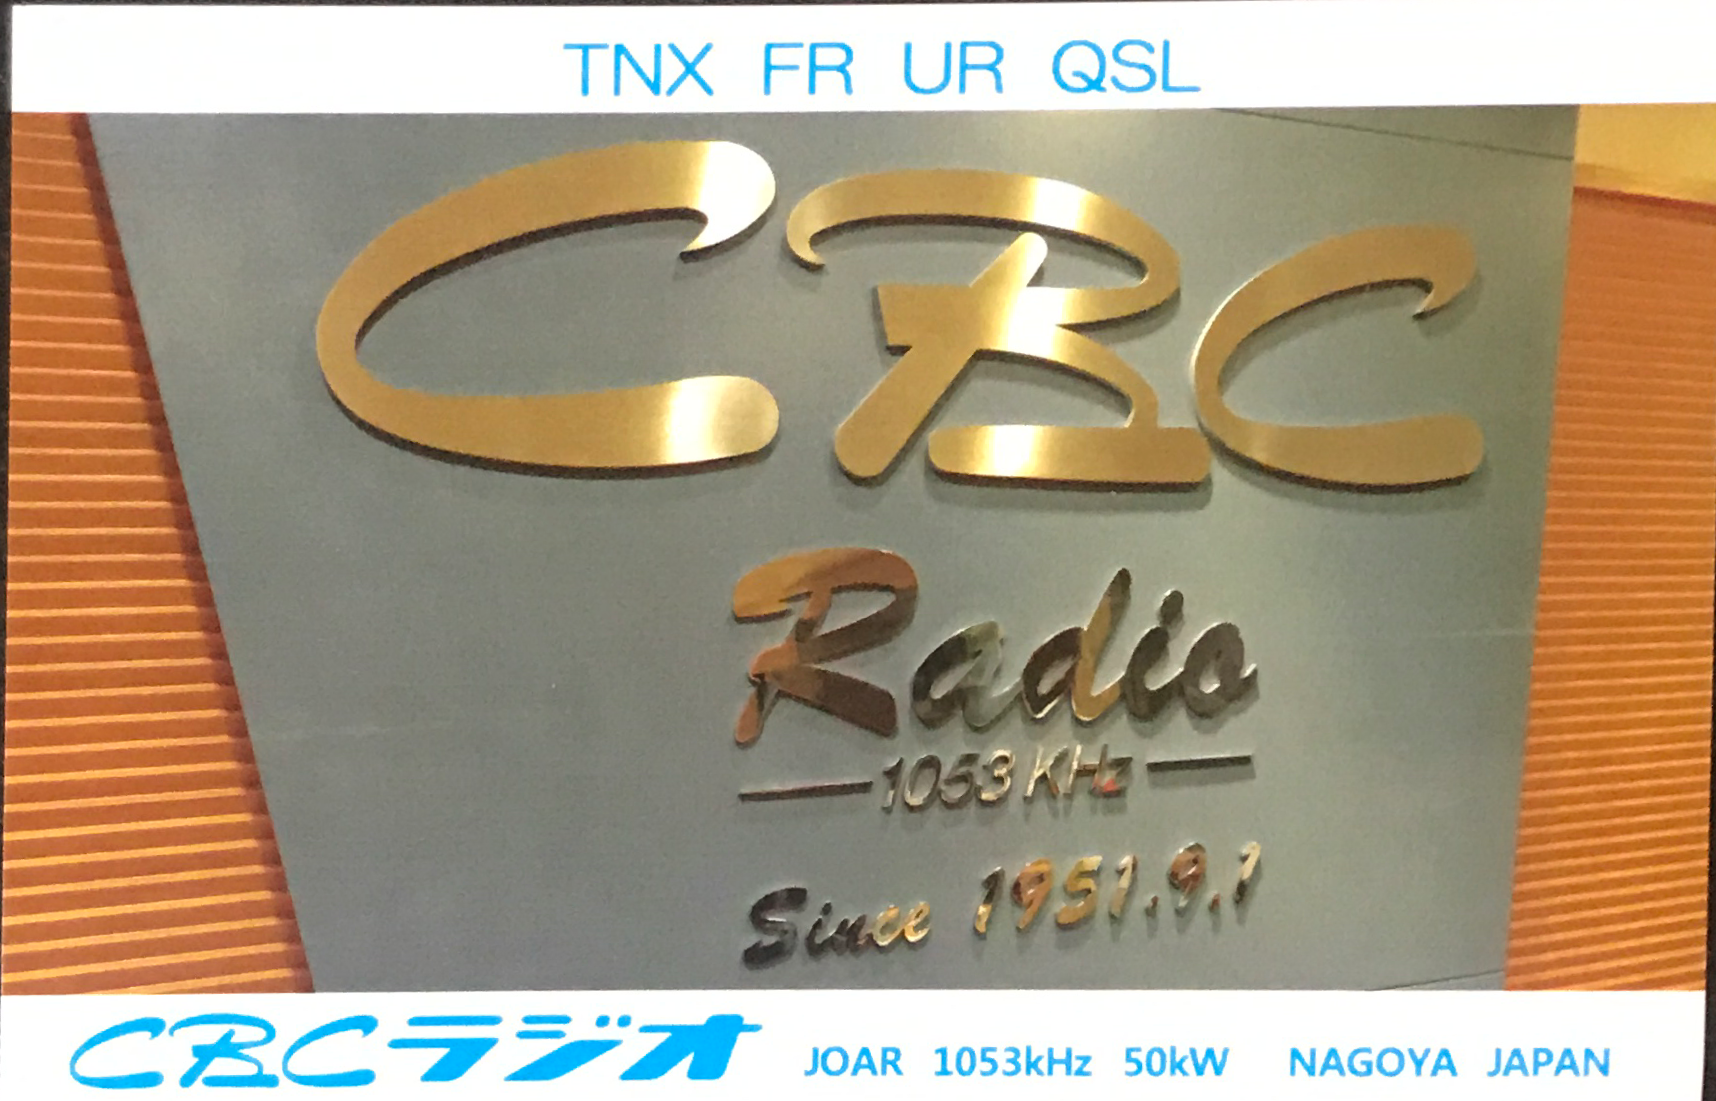 TNX FR UR QSL
CBC
Radio
1053 KHz
Since 1951.9.1
CBCラジオ JOAR 1053kHz 50kW NAGOYA JAPAN